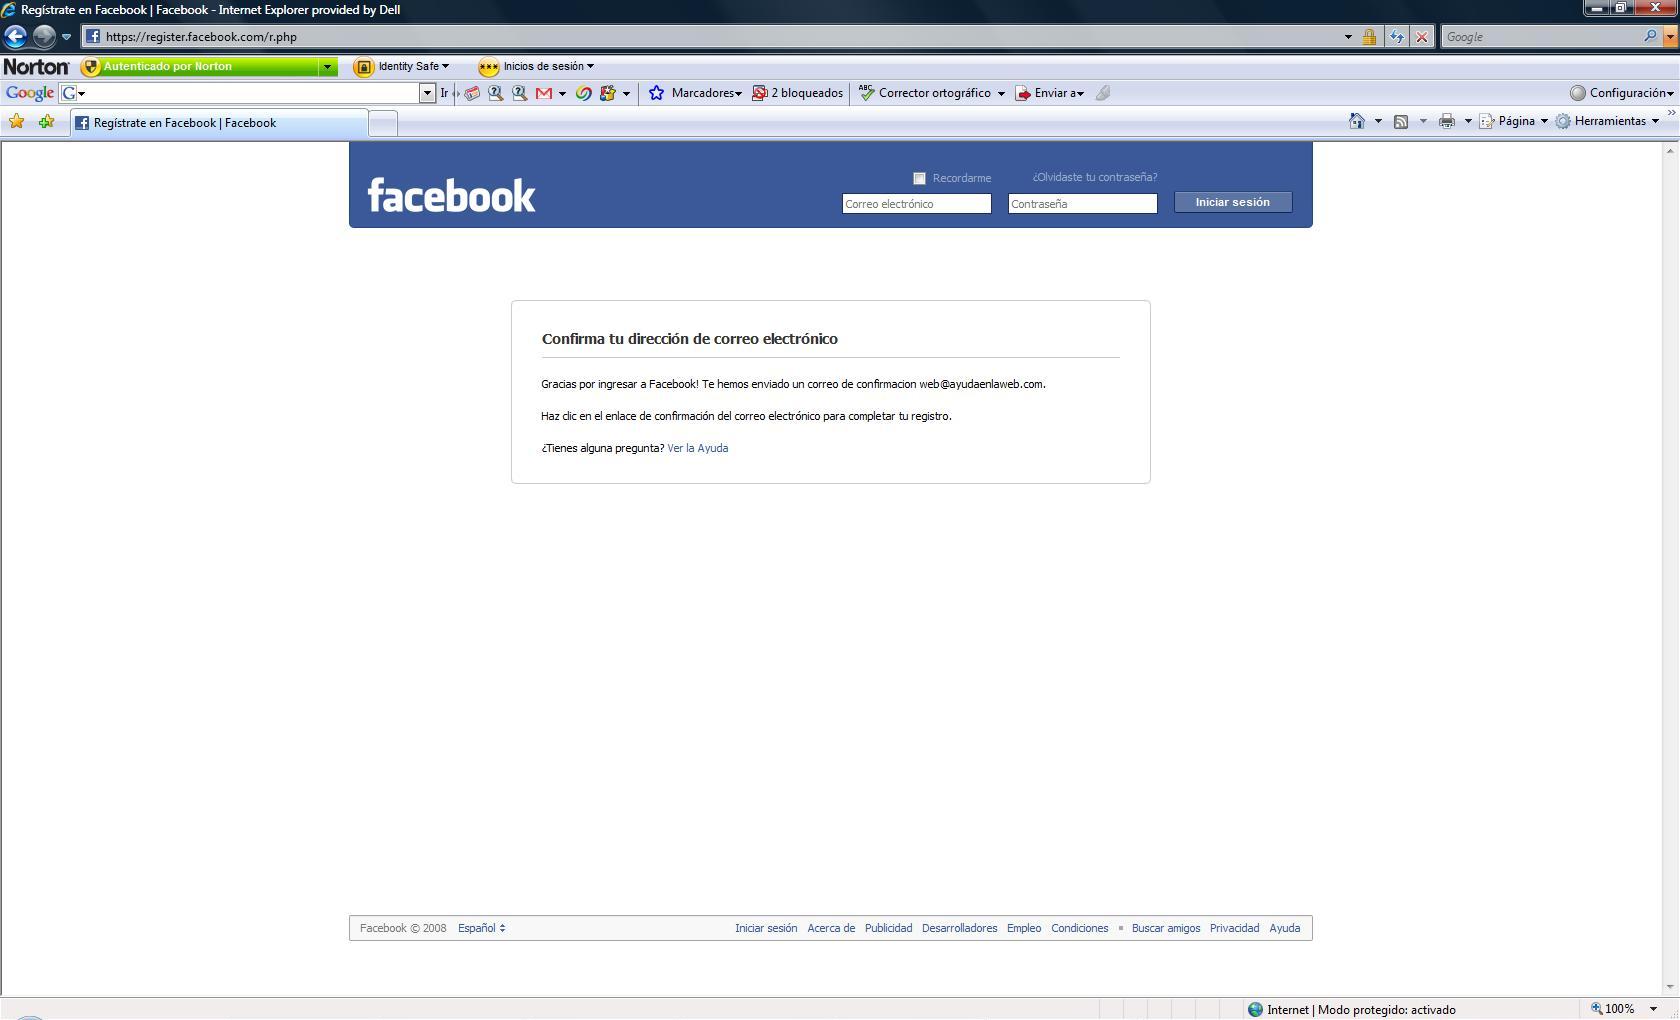 Regístrate en Facebook | Facebook - Internet Explorer provided by Dell
https://register.facebook.com/r.php
Google
Norton
Autenticado por Norton
Identity Safe
Inicios de sesión
Google
G
Ir
Marcadores
2 bloqueados
ABC
Corrector ortográfico
Enviar a
Configuración
Regístrate en Facebook | Facebook
Página
Herramientas
facebook
Recordarme
¿Olvidaste tu contraseña?
Correo electrónico
Contraseña
Iniciar sesión
Confirma tu dirección de correo electrónico
Gracias por ingresar a Facebook! Te hemos enviado un correo de confirmacion web@ayudaenlaweb.com.
Haz clic en el enlace de confirmación del correo electrónico para completar tu registro.
¿Tienes alguna pregunta? Ver la Ayuda
Facebook © 2008 Español
Iniciar sesión Acerca de Publicidad Desarrolladores Empleo Condiciones ▪ Buscar amigos Privacidad Ayuda
Internet | Modo protegido: activado
100%